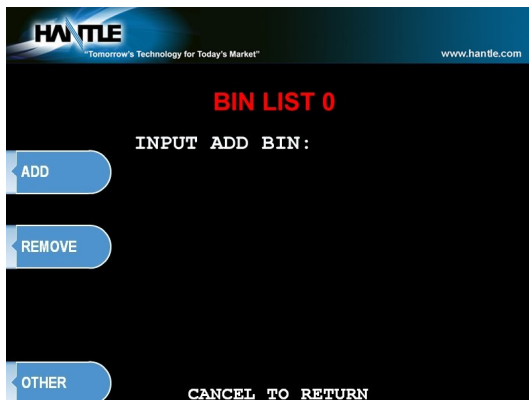 HANTLE
"Tomorrow's Technology for Today's Market"
www.hantle.com
BIN LIST 0
INPUT ADD BIN:
ADD
REMOVE
OTHER
CANCEL TO RETURN